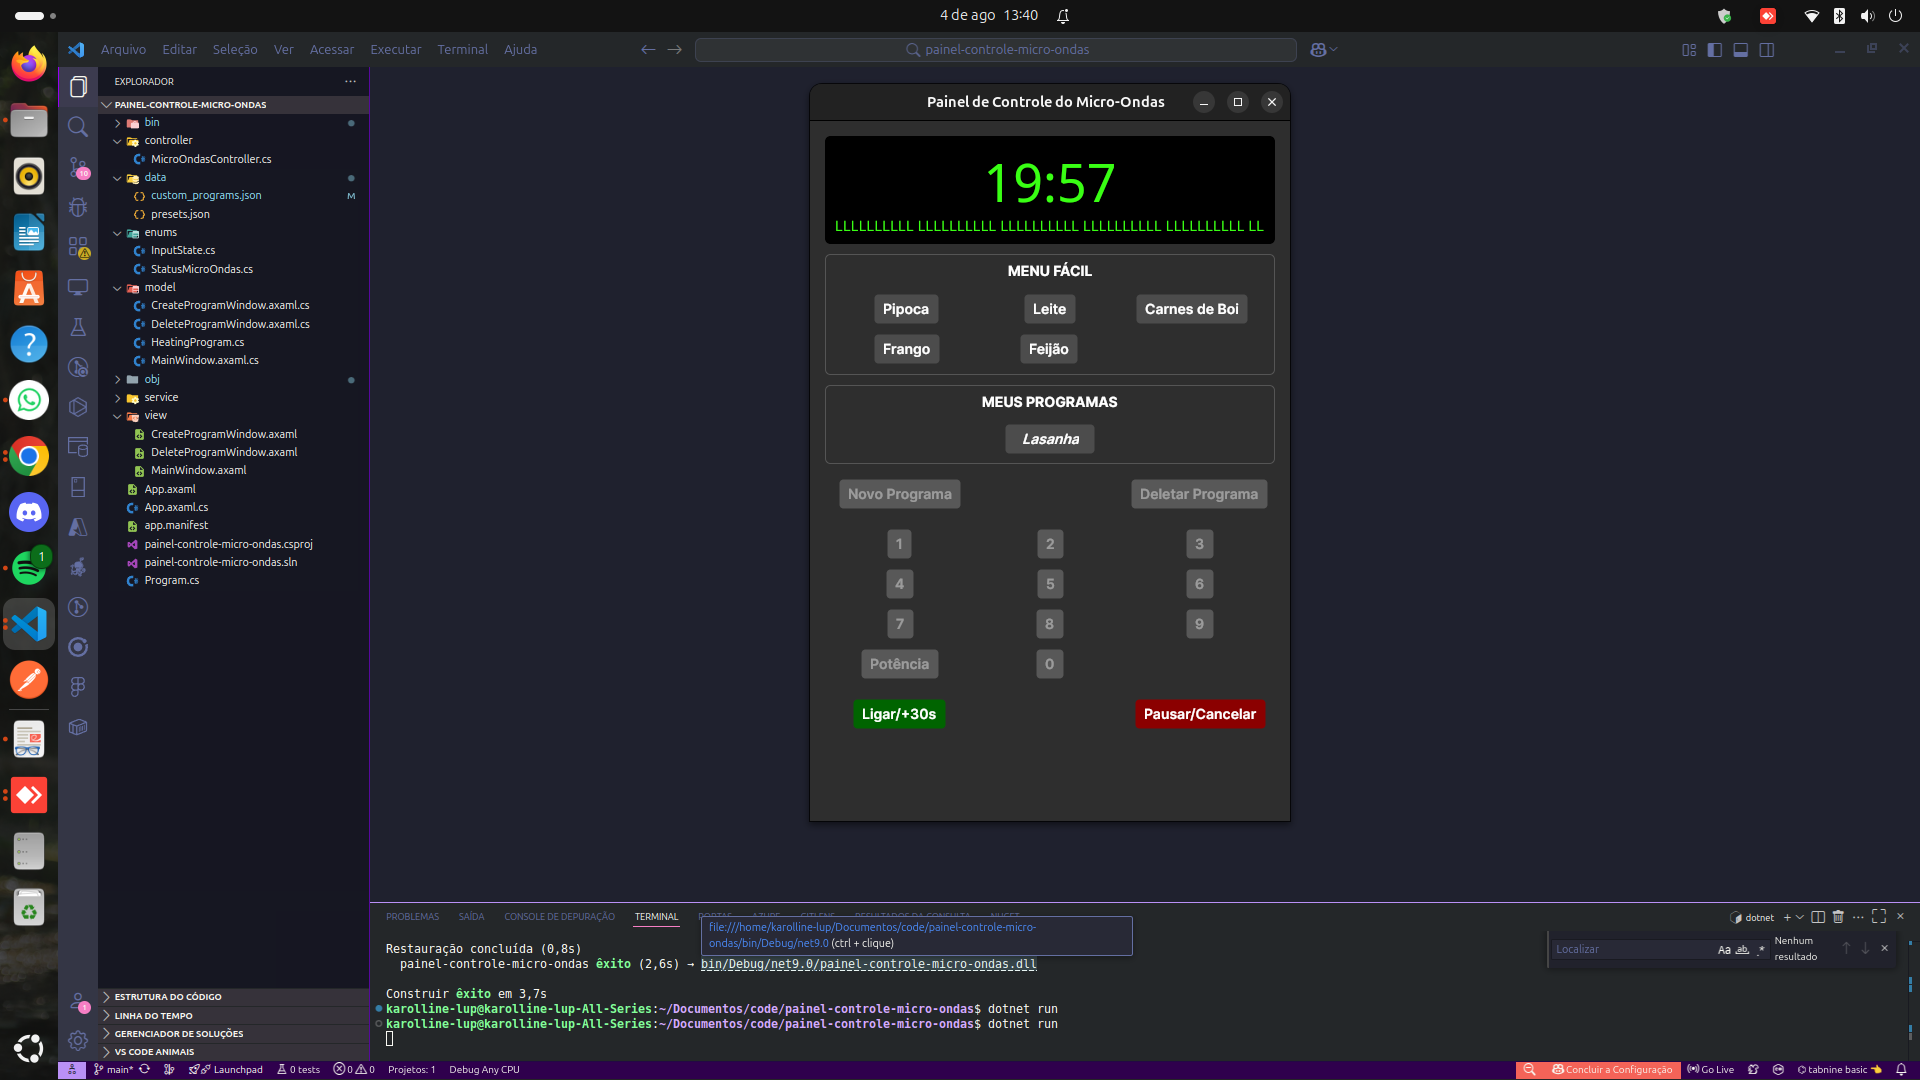 4 de ago 13:40
Arquivo Editar Seleção Ver Acessar Executar Terminal Ajuda
painel-controle-micro-ondas
EXPLORADOR
PAINEL-CONTROLE-MICRO-ONDAS
bin
controller
MicroOndasController.cs
data
custom_programs.json M
presets.json
enums
InputState.cs
StatusMicroOndas.cs
model
CreateProgramWindow.axaml.cs
DeleteProgramWindow.axaml.cs
HeatingProgram.cs
MainWindow.axaml.cs
obj
service
view
CreateProgramWindow.axaml
DeleteProgramWindow.axaml
MainWindow.axaml
App.axaml
App.axaml.cs
app.manifest
painel-controle-micro-ondas.csproj
painel-controle-micro-ondas.sln
Program.cs
ESTRUTURA DO CÓDIGO
LINHA DO TEMPO
GERENCIADOR DE SOLUÇÕES
VS CODE ANIMAIS
10
1
1
Painel de Controle do Micro-Ondas
19:57
LLLLLLLLLL LLLLLLLLLL LLLLLLLLLL LLLLLLLLLL LLLLLLLLLL LL
MENU FÁCIL
Pipoca Leite Carnes de Boi
Frango Feijão
MEUS PROGRAMAS
Lasanha
Novo Programa Deletar Programa
1 2 3
4 5 6
7 8 9
Potência 0
Ligar/+30s Pausar/Cancelar
PROBLEMAS SAÍDA CONSOLE DE DEPURAÇÃO TERMINAL
dotnet
file:///home/karolline-lup/Documentos/code/painel-controle-micro-
ondas/bin/Debug/net9.0 (ctrl + clique)
Localizar Aa ab .* Nenhum
resultado
Restauração concluída (0,8s)
painel-controle-micro-ondas êxito (2,6s) → bin/Debug/net9.0/painel-controle-micro-ondas.dll
Construir êxito em 3,7s
karolline-lup@karolline-lup-All-Series:~/Documentos/code/painel-controle-micro-ondas$ dotnet run
karolline-lup@karolline-lup-All-Series:~/Documentos/code/painel-controle-micro-ondas$ dotnet run
main* Launchpad 0 tests 0 0 Projetos: 1 Debug Any CPU
Concluir a Configuração Go Live tabnine basic